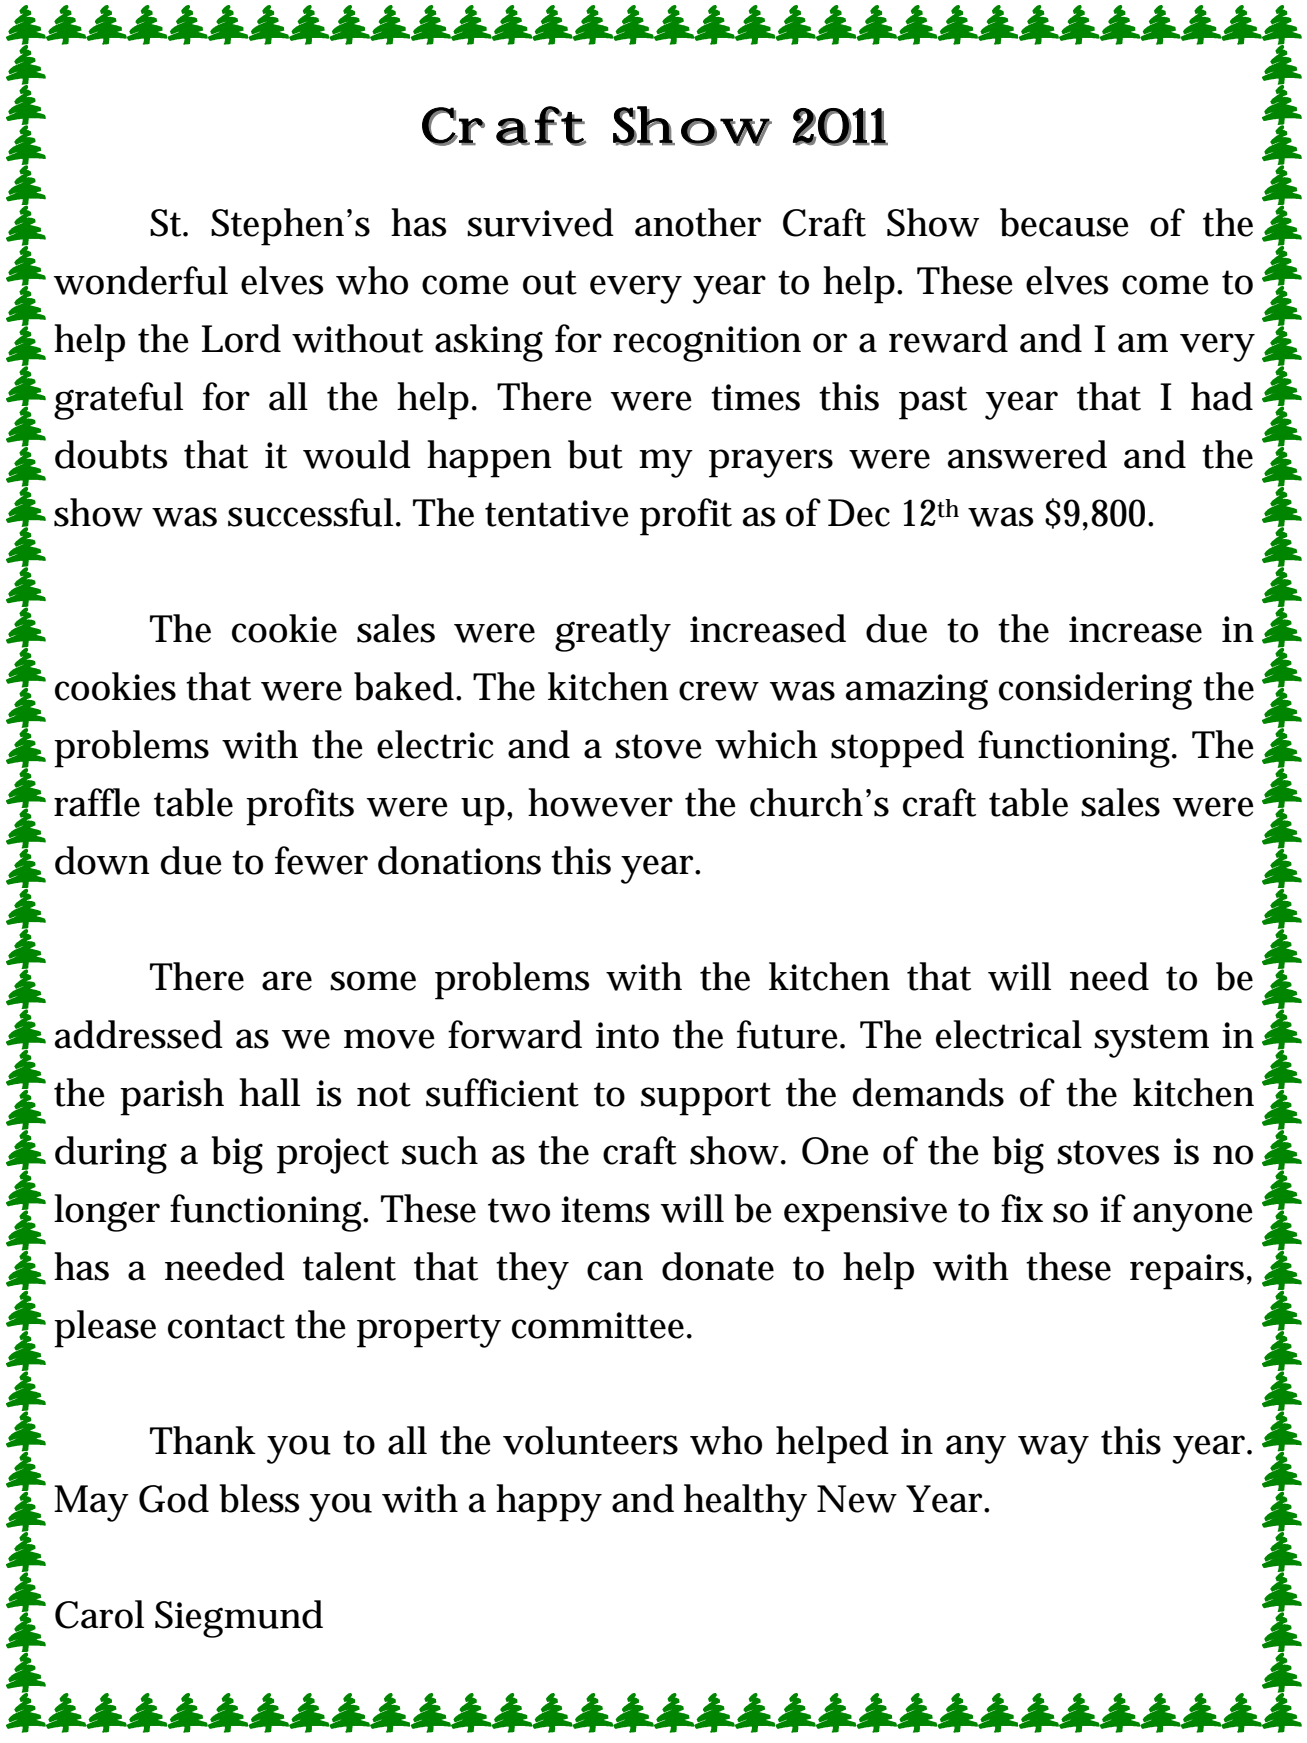 Craft Show 2011
St. Stephen’s has survived another Craft Show because of the
wonderful elves who come out every year to help. These elves come to
help the Lord without asking for recognition or a reward and I am very
grateful for all the help. There were times this past year that I had
doubts that it would happen but my prayers were answered and the
show was successful. The tentative profit as of Dec 12th was $9,800.
The cookie sales were greatly increased due to the increase in
cookies that were baked. The kitchen crew was amazing considering the
problems with the electric and a stove which stopped functioning. The
raffle table profits were up, however the church’s craft table sales were
down due to fewer donations this year.
There are some problems with the kitchen that will need to be
addressed as we move forward into the future. The electrical system in
the parish hall is not sufficient to support the demands of the kitchen
during a big project such as the craft show. One of the big stoves is no
longer functioning. These two items will be expensive to fix so if anyone
has a needed talent that they can donate to help with these repairs,
please contact the property committee.
Thank you to all the volunteers who helped in any way this year.
May God bless you with a happy and healthy New Year.
Carol Siegmund